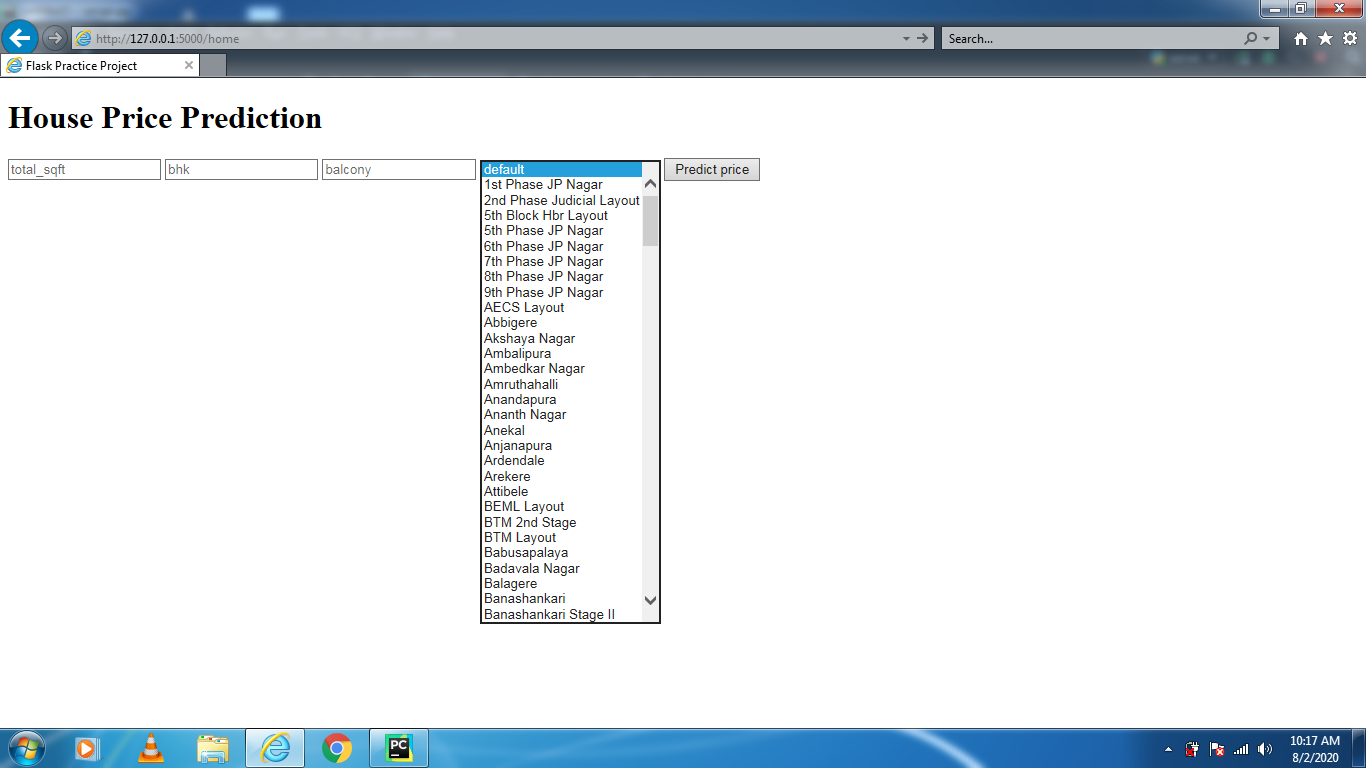 http://127.0.0.1:5000/home
Search...
Flask Practice Project
House Price Prediction
total_sqft
bhk
balcony
default
Predict price
1st Phase JP Nagar
2nd Phase Judicial Layout
5th Block Hbr Layout
5th Phase JP Nagar
6th Phase JP Nagar
7th Phase JP Nagar
8th Phase JP Nagar
9th Phase JP Nagar
AECS Layout
Abbigere
Akshaya Nagar
Ambalipura
Ambedkar Nagar
Amruthahalli
Anandapura
Ananth Nagar
Anekal
Anjanapura
Ardendale
Arekere
Attibele
BEML Layout
BTM 2nd Stage
BTM Layout
Babusapalaya
Badavala Nagar
Balagere
Banashankari
Banashankari Stage II
PC
10:17 AM
8/2/2020